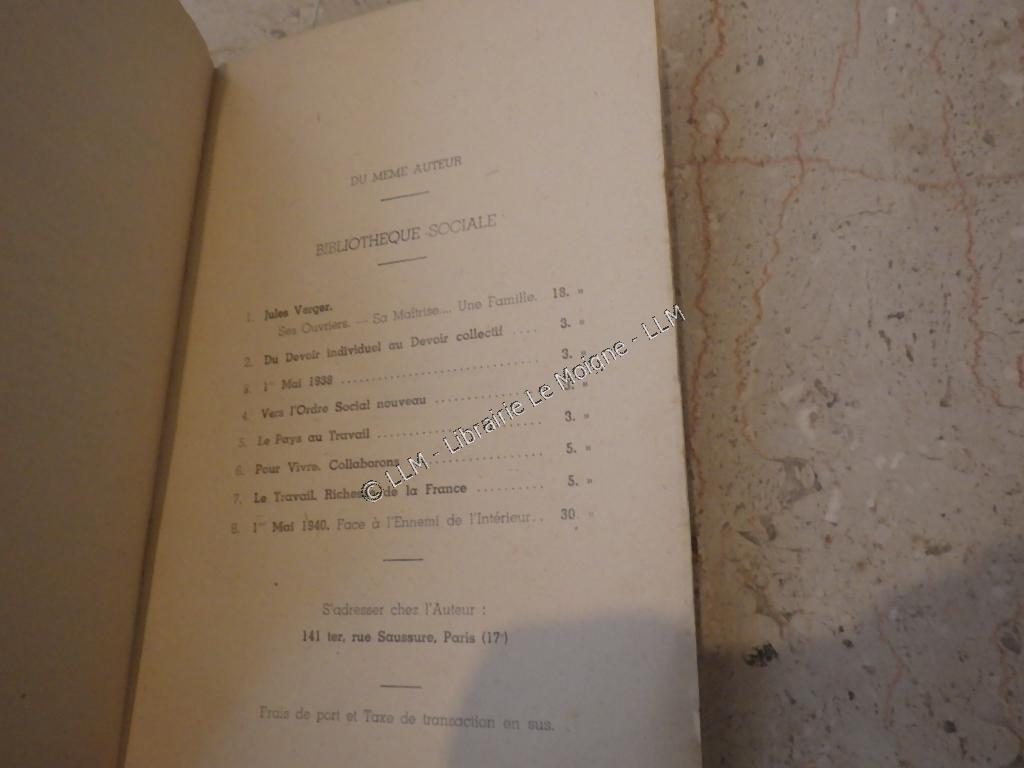 DU MEME AUTEUR
BIBLIOTHEQUE SOCIALE
1. Jules Verger.
Ses Ouvriers. — Sa Maîtrise.... Une Famille. 18. »
2. Du Devoir individuel au Devoir collectif .... 3. »
3. 1er Mai 1938 .......................... 3. »
4. Vers l'Ordre Social nouveau ................ »
5. Le Pays au Travail ...................... 3. »
6. Pour Vivre. Collaborons .................. 5. »
7. Le Travail. Richesse de la France .......... 5. »
8. 1er Mai 1940. Face à l'Ennemi de l'Intérieur.. 30. »
S'adresser chez l'Auteur :
141 ter, rue Saussure, Paris (17e)
Frais de port et Taxe de transaction en sus.
© LLM - Librairie Le Moigne - LLM